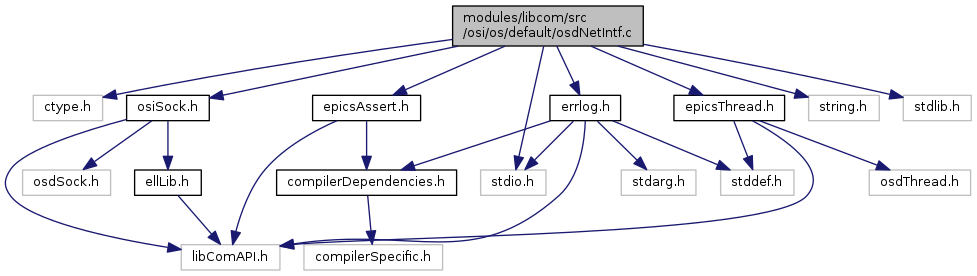 modules/libcom/src
/osi/os/default/osdNetIntf.c
ctype.h
osiSock.h
epicsAssert.h
errlog.h
epicsThread.h
string.h
stdlib.h
osdSock.h
ellLib.h
compilerDependencies.h
stdio.h
stdarg.h
stddef.h
osdThread.h
libComAPI.h
compilerSpecific.h